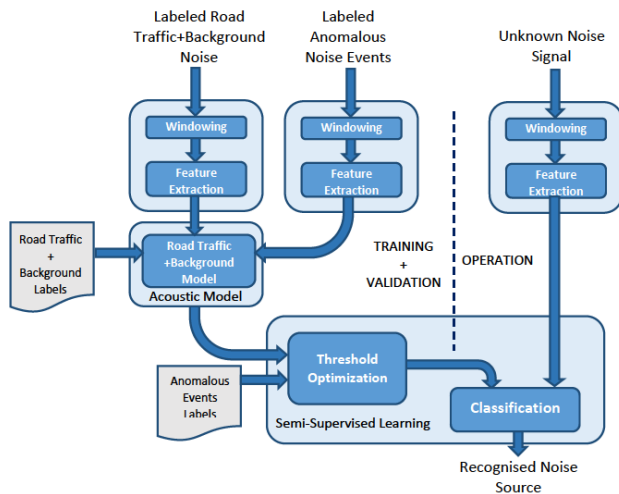 Labeled Road
Traffic+Background
Noise
Labeled
Anomalous
Noise Events
Unknown Noise
Signal
Windowing
Windowing
Windowing
Feature
Extraction
Feature
Extraction
Feature
Extraction
Road Traffic
+
Background
Labels
Road Traffic
+Background
Model
Acoustic Model
TRAINING
+
VALIDATION
OPERATION
Threshold
Optimization
Anomalous
Events
Labels
Classification
Semi-Supervised Learning
Recognised Noise
Source